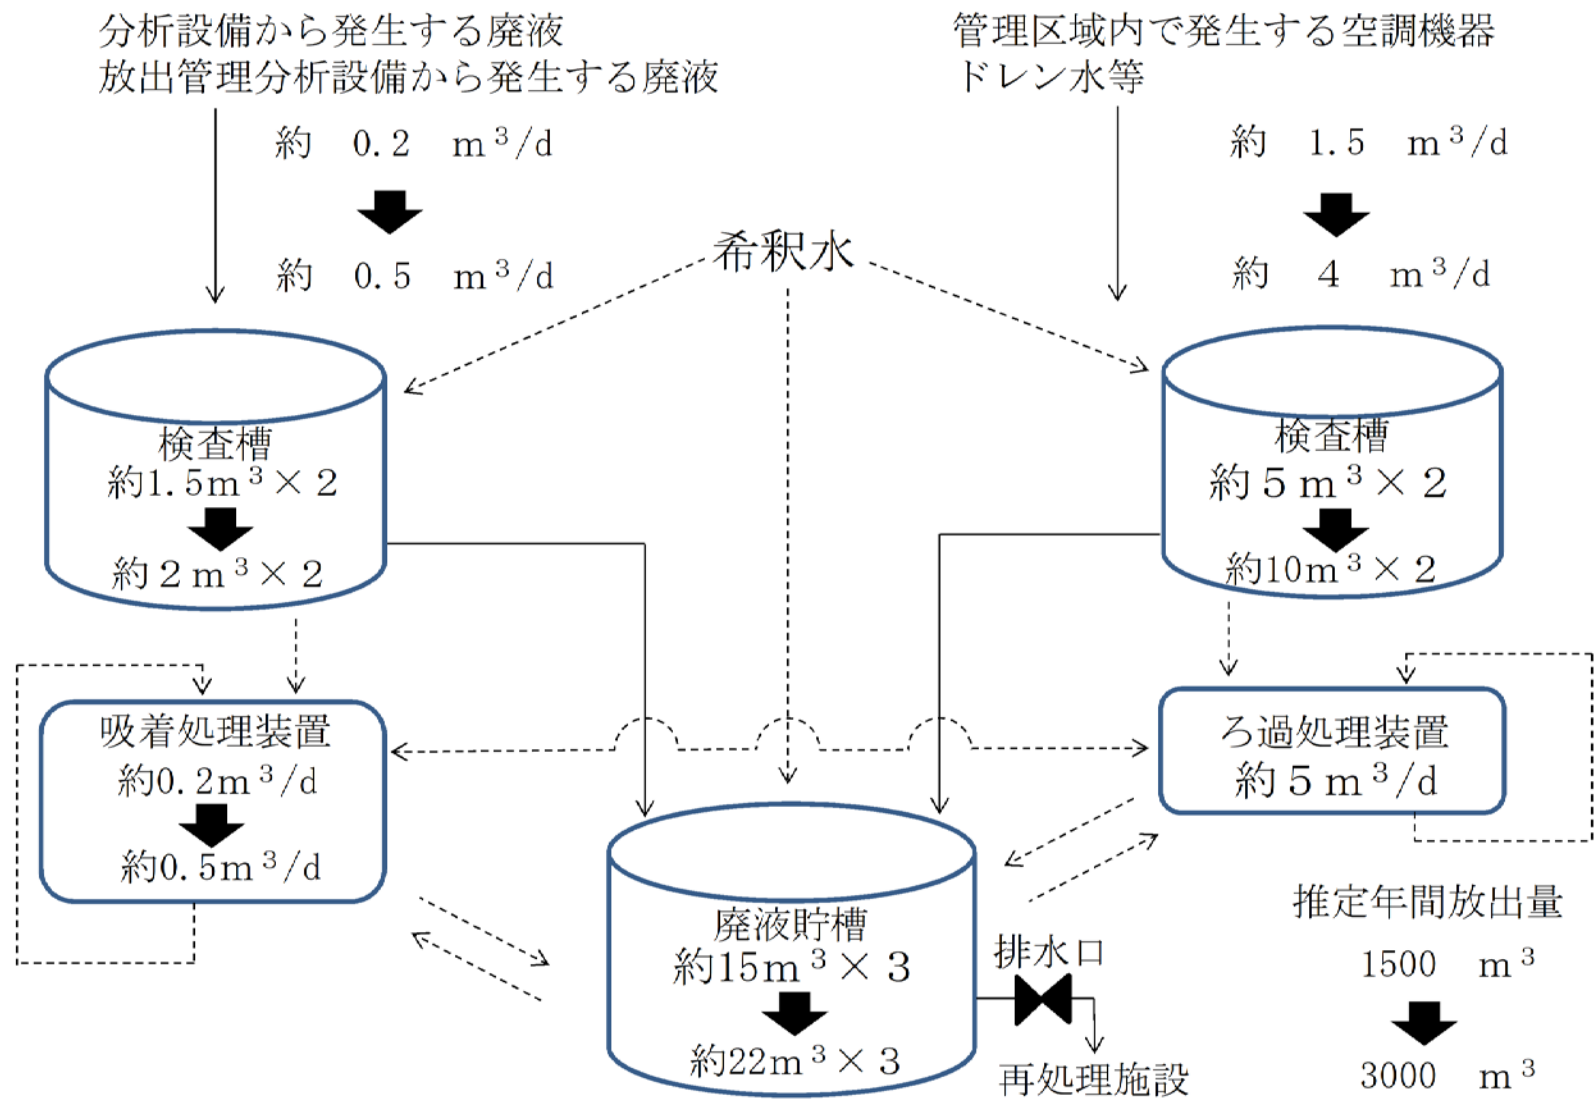 分析設備から発生する廃液
放出管理分析設備から発生する廃液
約 0.2 m³/d
約 0.5 m³/d
管理区域内で発生する空調機器
ドレン水等
約 1.5 m³/d
約 4 m³/d
希釈水
検査槽
約1.5m³×2
約2m³×2
検査槽
約5m³×2
約10m³×2
吸着処理装置
約0.2m³/d
約0.5m³/d
ろ過処理装置
約5m³/d
廃液貯槽
約15m³×3
約22m³×3
排水口
再処理施設
推定年間放出量
1500 m³
3000 m³